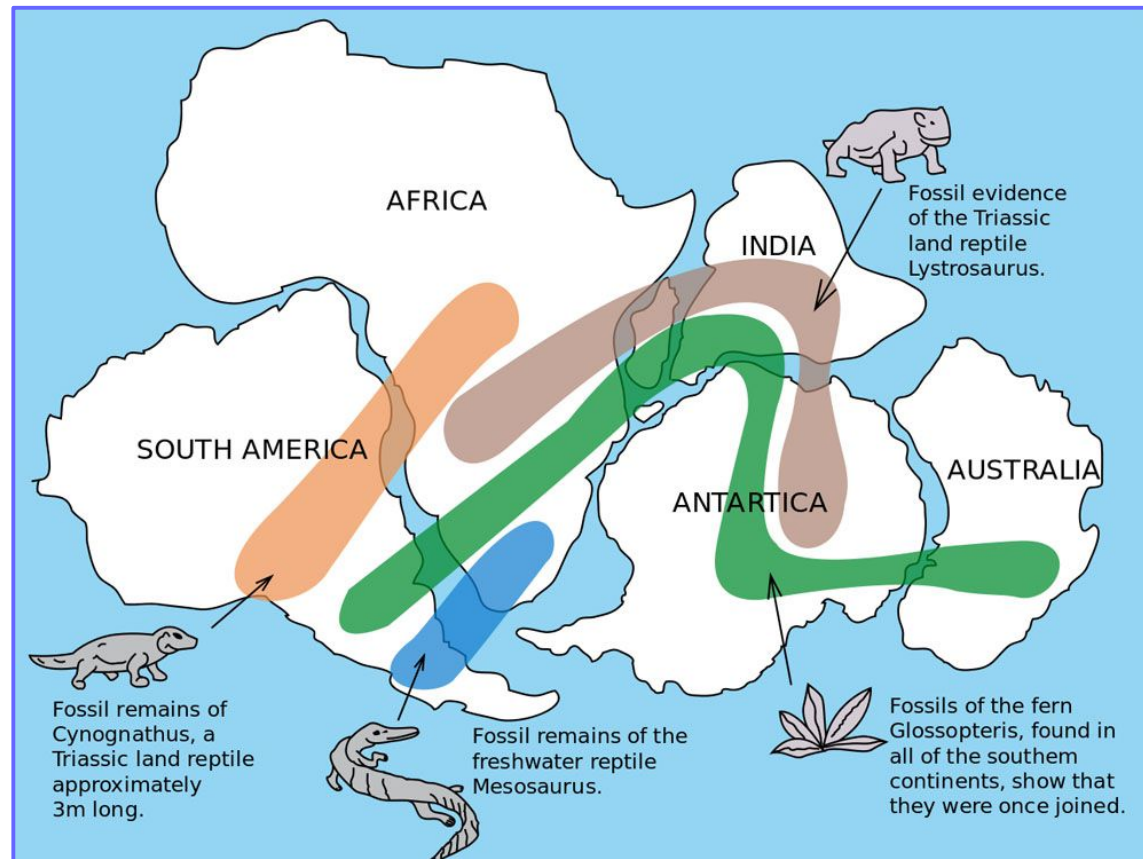 AFRICA
INDIA
Fossil evidence
of the Triassic
land reptile
Lystrosaurus.
SOUTH AMERICA
ANTARTICA
AUSTRALIA
Fossil remains of
Cynognathus, a
Triassic land reptile
approximately
3m long.
Fossil remains of the
freshwater reptile
Mesosaurus.
Fossils of the fern
Glossopteris, found in
all of the southem
continents, show that
they were once joined.